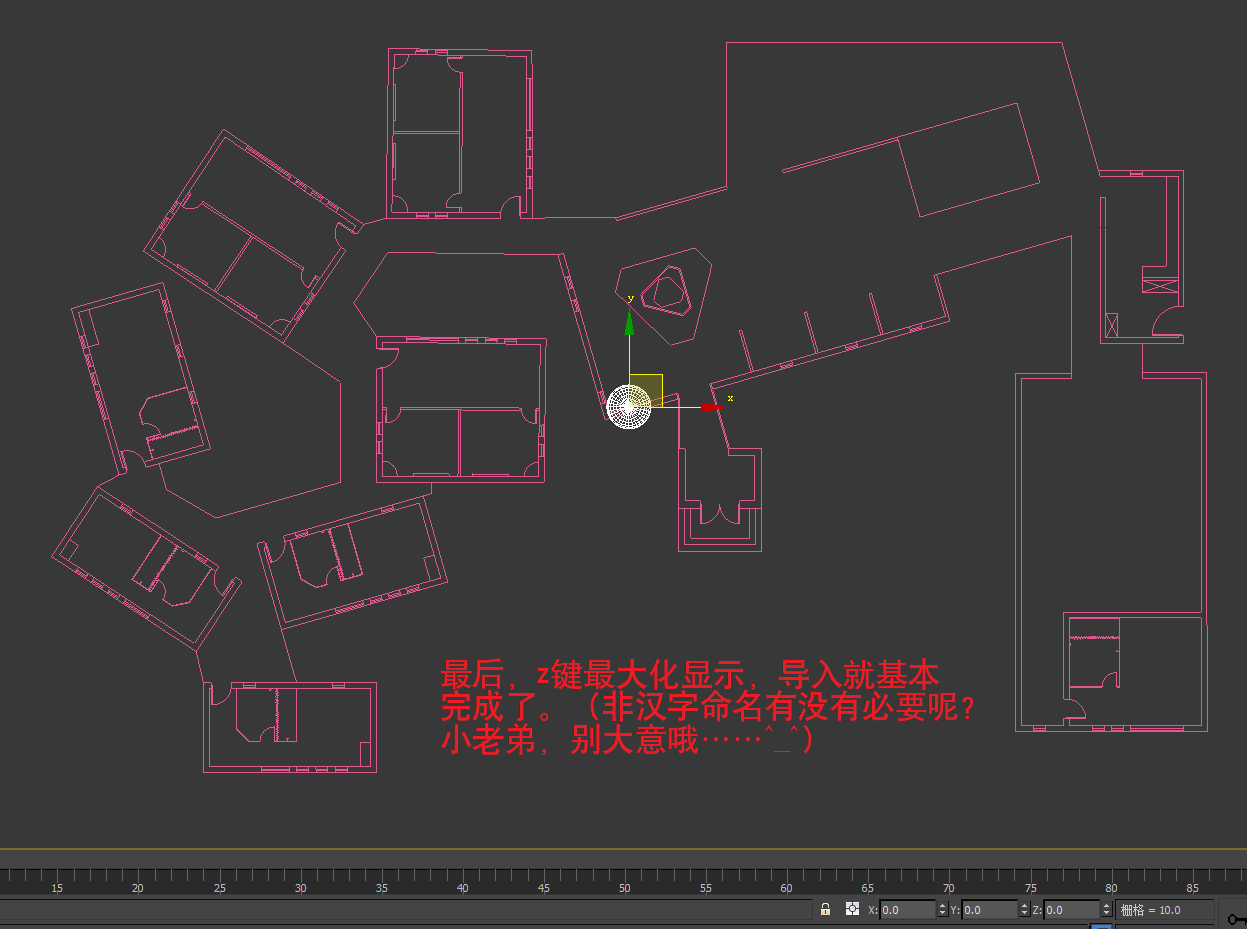 y
x
最后，z键最大化显示，导入就基本
完成了。（非汉字命名有没有必要呢？
小老弟，别大意哦……^_^）
15 20 25 30 35 40 45 50 55 60 65 70 75 80 85
X: 0.0 Y: 0.0 Z: 0.0 栅格 = 10.0